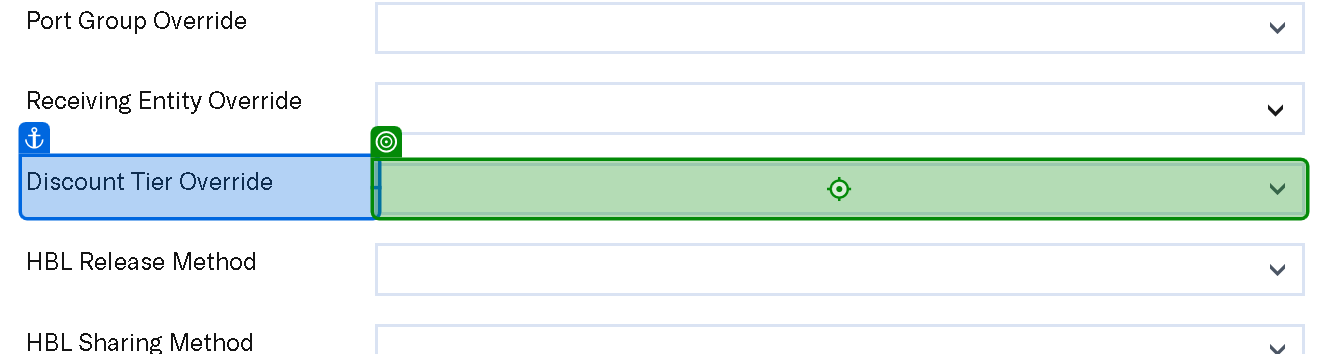 Port Group Override
Receiving Entity Override
Discount Tier Override
HBL Release Method
HBL Sharing Method